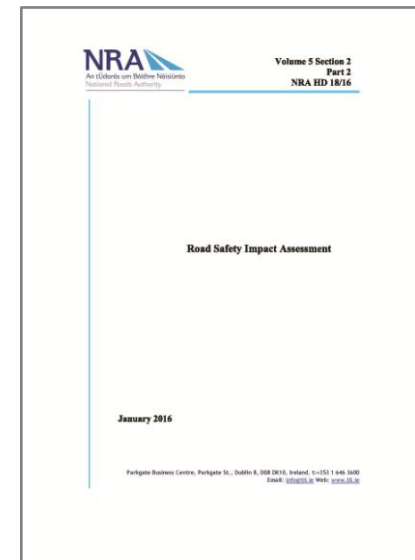 NRA
An tÚdarás um Bóithre Náisiúnta
National Roads Authority
Volume 5 Section 2
Part 2
NRA HD 18/16
Road Safety Impact Assessment
January 2016
Parkgate Business Centre, Parkgate St., Dublin 8, D08 DK10, Ireland. t:+353 1 646 3600
Email: info@tii.ie Web: www.tii.ie